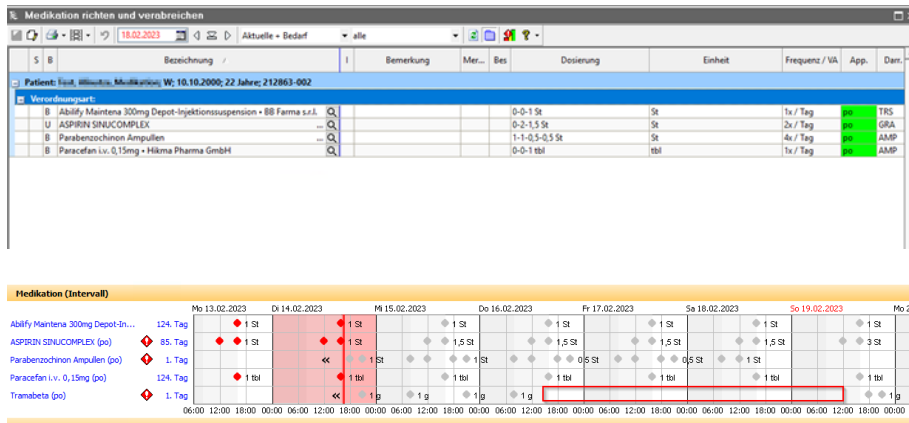 Medikation richten und verabreichen
18.02.2023 Aktuelle + Bedarf alle
S B Bezeichnung / ! Bemerkung Mer... Bes Dosierung Einheit Frequenz / VA App. Darr.
Patient: W; 10.10.2000; 22 Jahre; 212863-002
Verordnungsart:
B Abilify Maintena 300mg Depot-Injektionssuspension • BB Farma s.r.l. 0-0-1 St St 1x / Tag po TRS
U ASPIRIN SINUCOMPLEX ... 0-2-1,5 St St 2x / Tag po GRA
B Parabenzochinon Ampullen ... 1-1-0,5-0,5 St St 4x / Tag po AMP
B Paracefan i.v. 0,15mg • Hikma Pharma GmbH 0-0-1 tbl tbl 1x / Tag po AMP
Medikation (Intervall)
Mo 13.02.2023 Di 14.02.2023 Mi 15.02.2023 Do 16.02.2023 Fr 17.02.2023 Sa 18.02.2023 So 19.02.2023 Mo 2
Abilify Maintena 300mg Depot-In... 124. Tag 1 St 1 St 1 St 1 St 1 St 1 St 1 St
ASPIRIN SINUCOMPLEX (po) 85. Tag 1 St 1 St 1,5 St 1,5 St 1,5 St 1,5 St 3 St
Parabenzochinon Ampullen (po) 1. Tag « 1 St 1 St 0,5 St 0,5 St 1 St
Paracefan i.v. 0,15mg (po) 124. Tag 1 tbl 1 tbl 1 tbl 1 tbl 1 tbl 1 tbl 1 tbl
Tramabeta (po) 1. Tag « 1 g 1 g 1 g 1 g 1 g
06:00 12:00 18:00 00:00 06:00 12:00 18:00 00:00 06:00 12:00 18:00 00:00 06:00 12:00 18:00 00:00 06:00 12:00 18:00 00:00 06:00 12:00 18:00 00:00 06:00 12:00 18:00 00:00